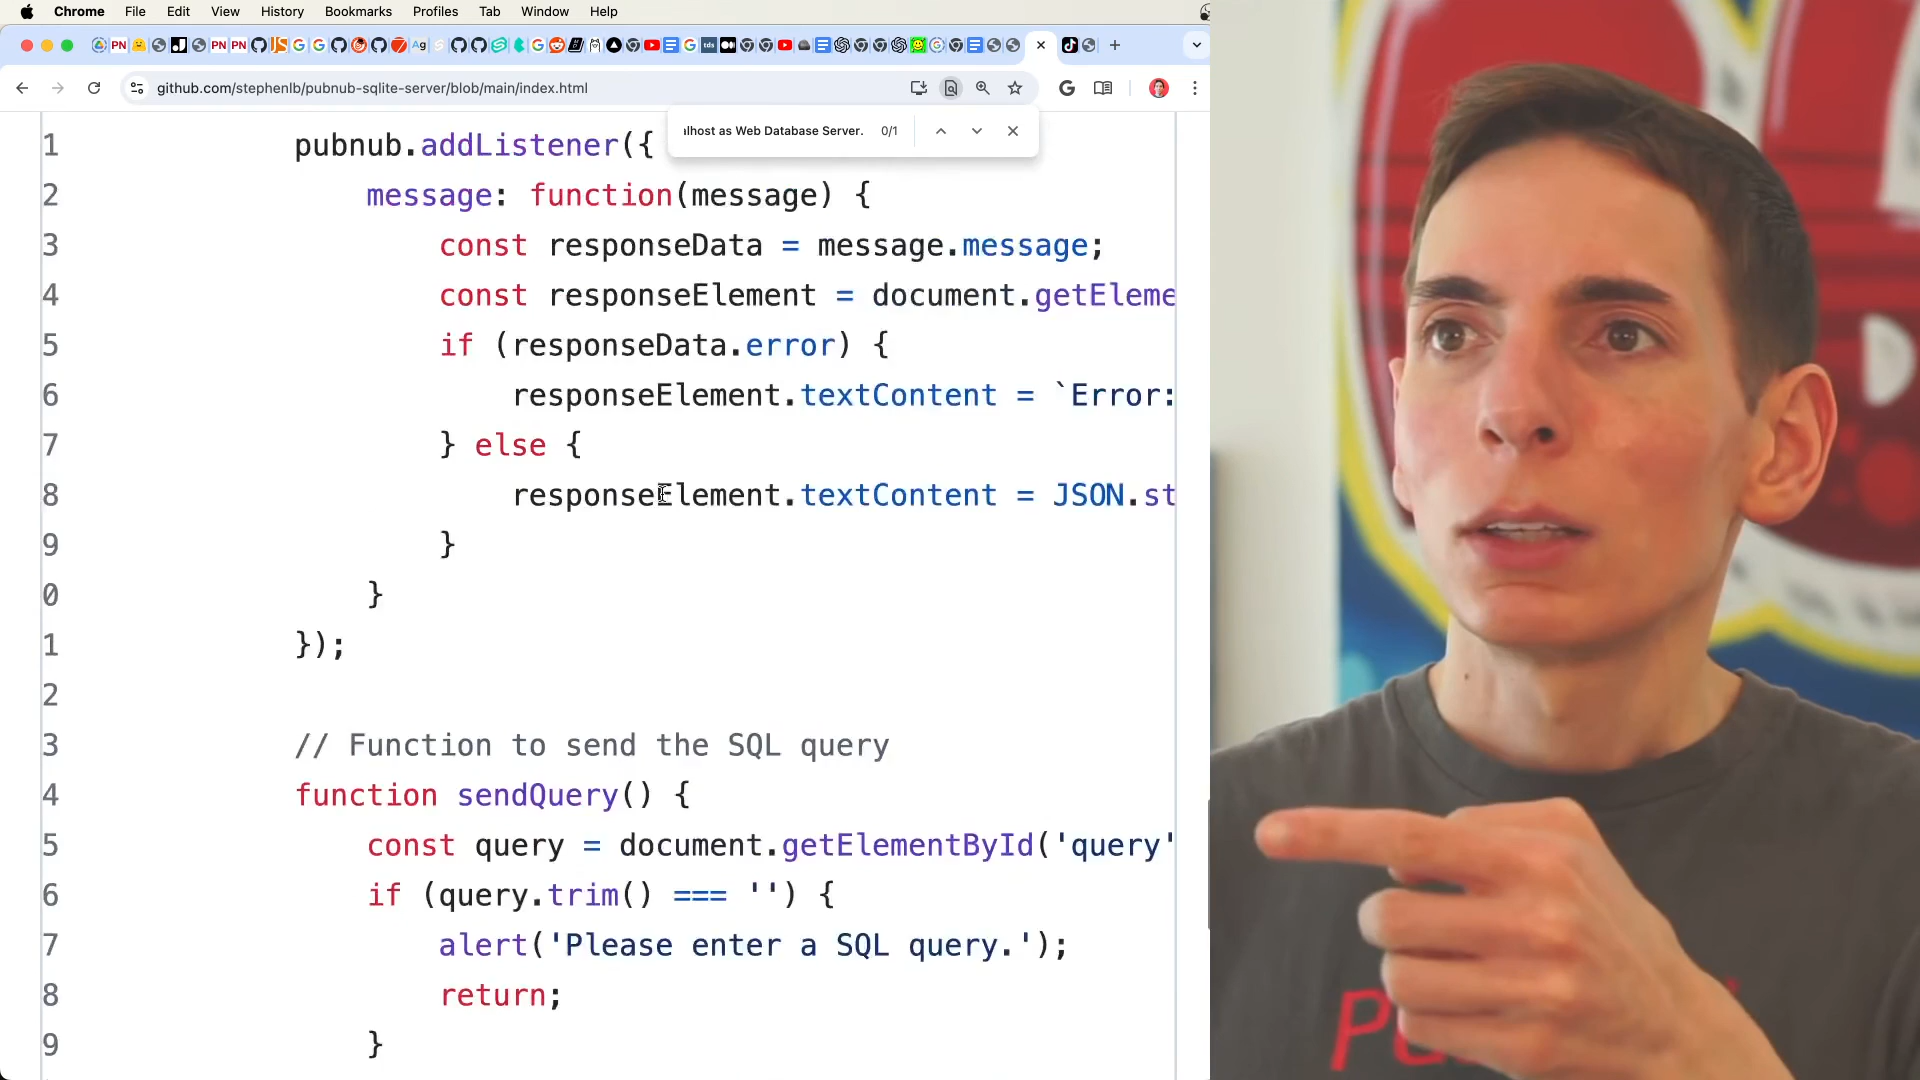 Chrome File Edit View History Bookmarks Profiles Tab Window Help
github.com/stephenlb/pubnub-sqlite-server/blob/main/index.html
lhost as Web Database Server. 0/1
1 pubnub.addListener({
2 message: function(message) {
3 const responseData = message.message;
4 const responseElement = document.getEleme
5 if (responseData.error) {
6 responseElement.textContent = `Error:
7 } else {
8 responseElement.textContent = JSON.st
9 }
0 }
1 });
2
3 // Function to send the SQL query
4 function sendQuery() {
5 const query = document.getElementById('query'
6 if (query.trim() === '') {
7 alert('Please enter a SQL query.');
8 return;
9 }